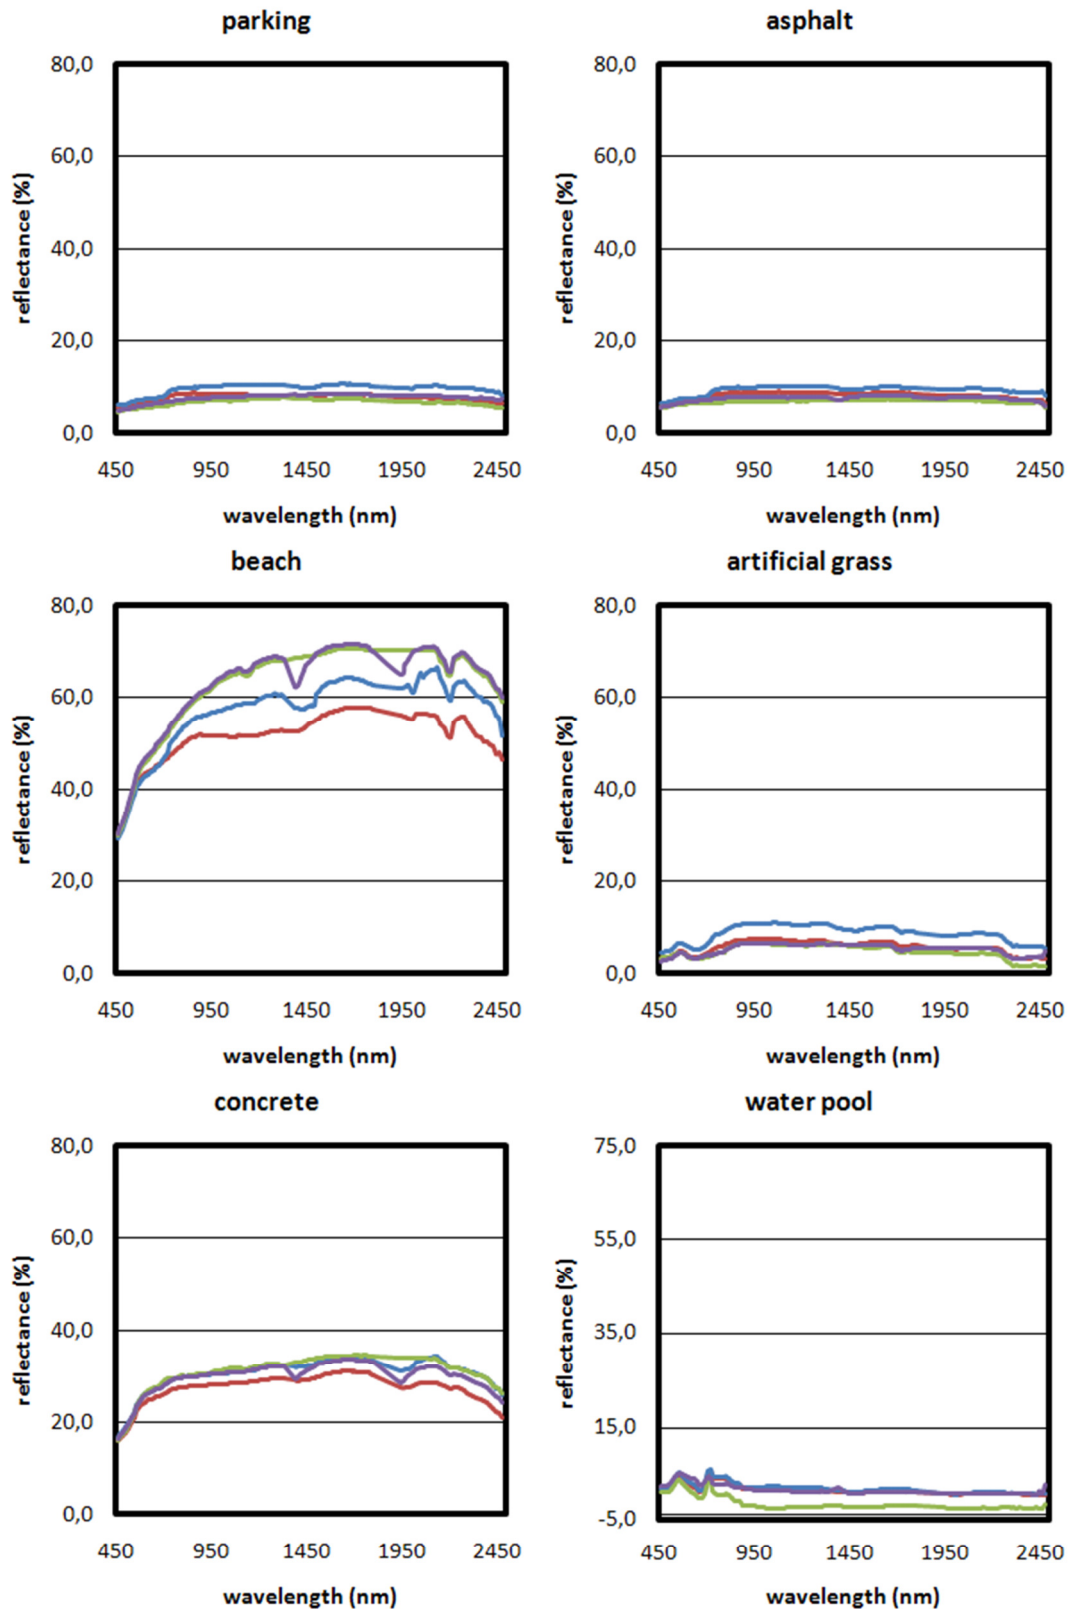 parking
80,0
60,0
40,0
20,0
0,0
reflectance (%)
450 950 1450 1950 2450
wavelength (nm)
asphalt
80,0
60,0
40,0
20,0
0,0
reflectance (%)
450 950 1450 1950 2450
wavelength (nm)
beach
80,0
60,0
40,0
20,0
0,0
reflectance (%)
450 950 1450 1950 2450
wavelength (nm)
artificial grass
80,0
60,0
40,0
20,0
0,0
reflectance (%)
450 950 1450 1950 2450
wavelength (nm)
concrete
80,0
60,0
40,0
20,0
0,0
reflectance (%)
450 950 1450 1950 2450
wavelength (nm)
water pool
75,0
55,0
35,0
15,0
-5,0
reflectance (%)
450 950 1450 1950 2450
wavelength (nm)